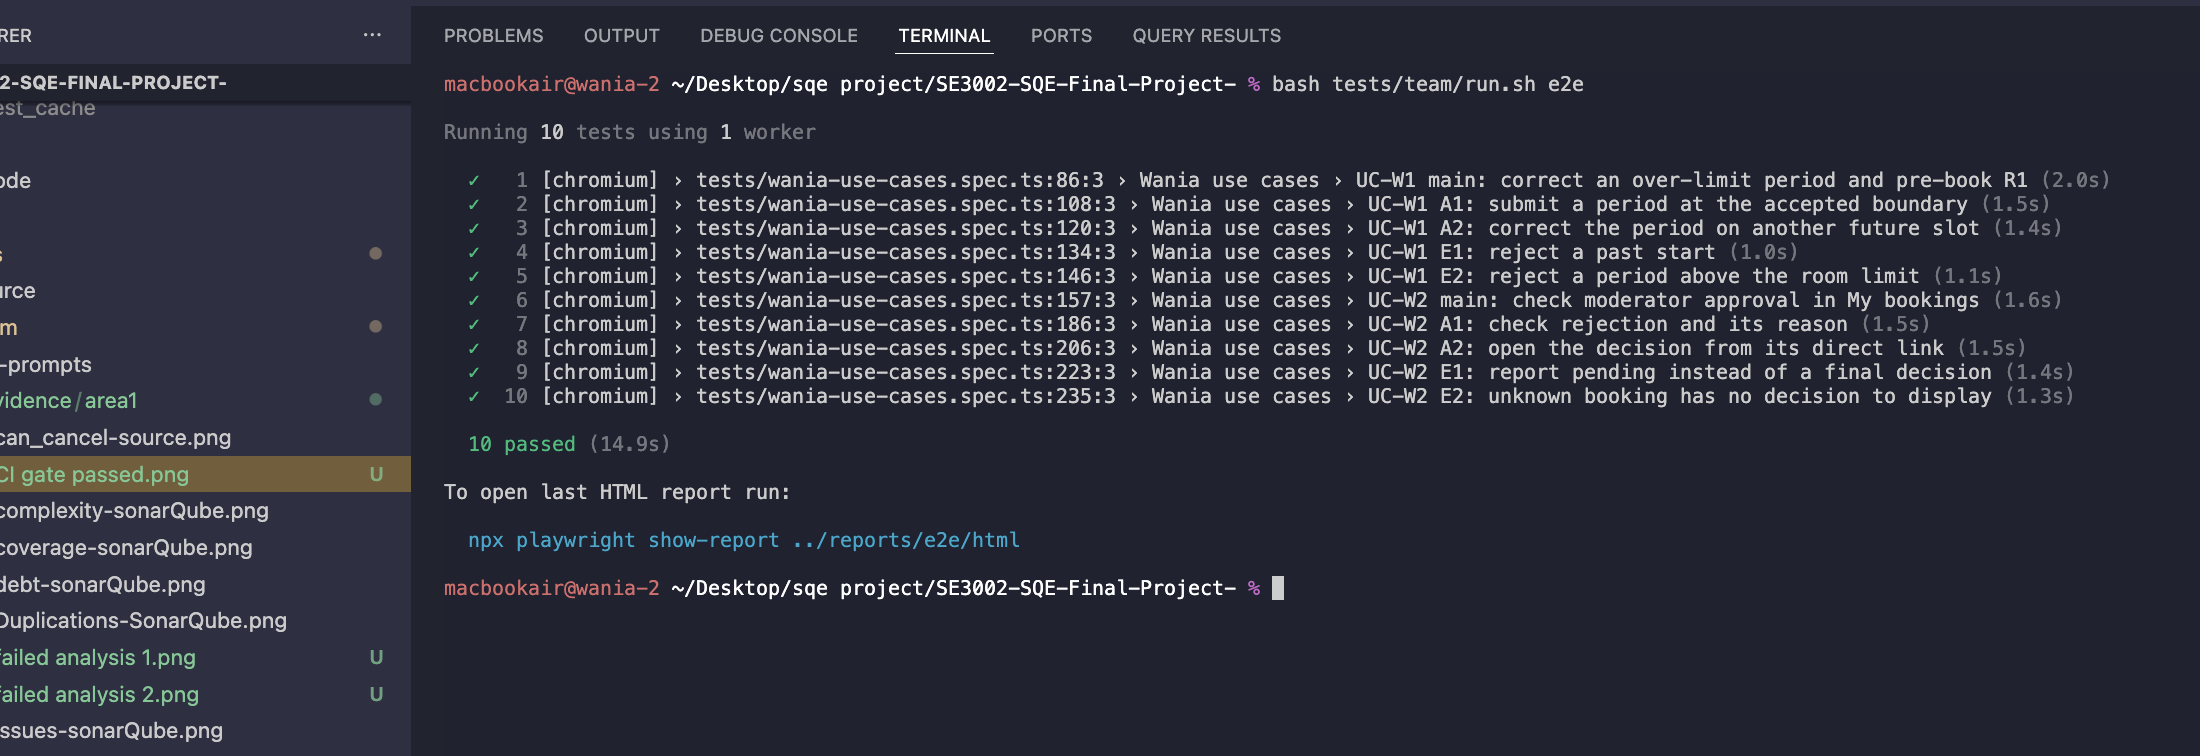 RER ...
2-SQE-FINAL-PROJECT-
est_cache
ode
s
urce
m
-prompts
vidence/area1
can_cancel-source.png
CI gate passed.png U
complexity-sonarQube.png
coverage-sonarQube.png
debt-sonarQube.png
Duplications-SonarQube.png
failed analysis 1.png U
failed analysis 2.png U
ssues-sonarQube.png
PROBLEMS OUTPUT DEBUG CONSOLE TERMINAL PORTS QUERY RESULTS
macbookair@wania-2 ~/Desktop/sqe project/SE3002-SQE-Final-Project- % bash tests/team/run.sh e2e
Running 10 tests using 1 worker
✓ 1 [chromium] › tests/wania-use-cases.spec.ts:86:3 › Wania use cases › UC-W1 main: correct an over-limit period and pre-book R1 (2.0s)
✓ 2 [chromium] › tests/wania-use-cases.spec.ts:108:3 › Wania use cases › UC-W1 A1: submit a period at the accepted boundary (1.5s)
✓ 3 [chromium] › tests/wania-use-cases.spec.ts:120:3 › Wania use cases › UC-W1 A2: correct the period on another future slot (1.4s)
✓ 4 [chromium] › tests/wania-use-cases.spec.ts:134:3 › Wania use cases › UC-W1 E1: reject a past start (1.0s)
✓ 5 [chromium] › tests/wania-use-cases.spec.ts:146:3 › Wania use cases › UC-W1 E2: reject a period above the room limit (1.1s)
✓ 6 [chromium] › tests/wania-use-cases.spec.ts:157:3 › Wania use cases › UC-W2 main: check moderator approval in My bookings (1.6s)
✓ 7 [chromium] › tests/wania-use-cases.spec.ts:186:3 › Wania use cases › UC-W2 A1: check rejection and its reason (1.5s)
✓ 8 [chromium] › tests/wania-use-cases.spec.ts:206:3 › Wania use cases › UC-W2 A2: open the decision from its direct link (1.5s)
✓ 9 [chromium] › tests/wania-use-cases.spec.ts:223:3 › Wania use cases › UC-W2 E1: report pending instead of a final decision (1.4s)
✓ 10 [chromium] › tests/wania-use-cases.spec.ts:235:3 › Wania use cases › UC-W2 E2: unknown booking has no decision to display (1.3s)
10 passed (14.9s)
To open last HTML report run:
npx playwright show-report ../reports/e2e/html
macbookair@wania-2 ~/Desktop/sqe project/SE3002-SQE-Final-Project- %